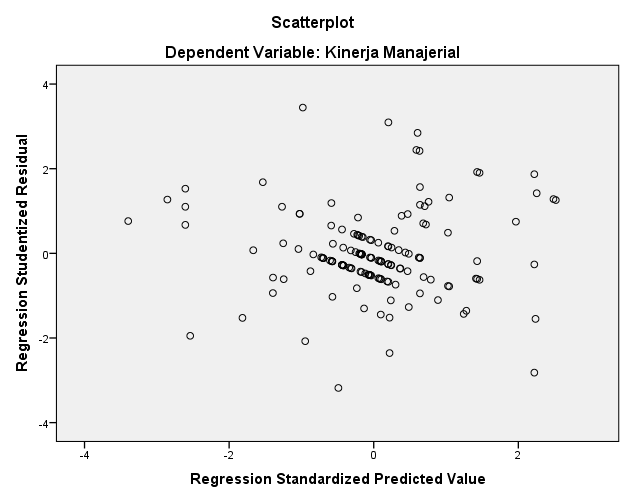 Scatterplot
Dependent Variable: Kinerja Manajerial
Regression Studentized Residual
4
2
0
-2
-4
-4
-2
0
2
Regression Standardized Predicted Value